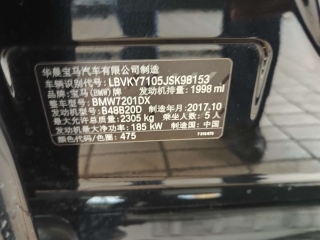 华晨宝马汽车有限公司制造
车辆识别代号: LBVKY7105JSK98153
品牌: 宝马(BMW)牌 发动机排量: 1998 ml
整车型号: BMW7201DX
发动机型号: B48B20D 制造年月: 2017.10
最大允许总质量: 2305 kg 乘坐人数: 5人
发动机最大净功率: 185 kW 制造国: 中国
颜色代码/色圈: 475